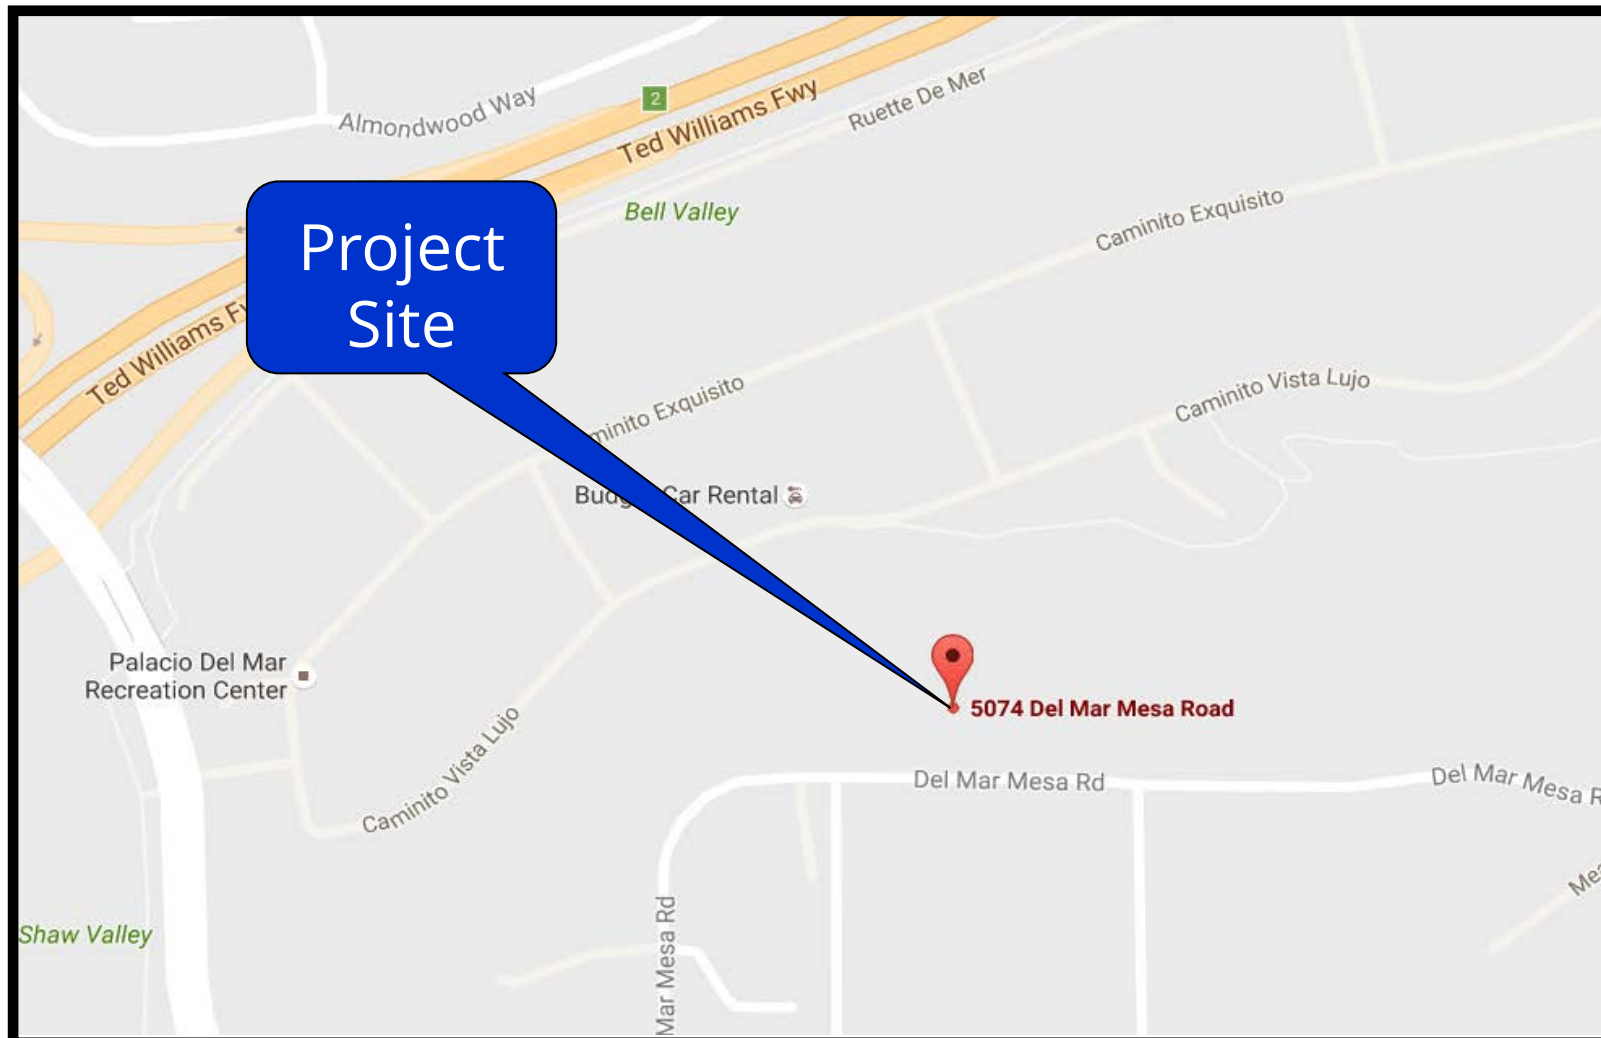 Almondwood Way
2
Ted Williams Fwy
Ruette De Mer
Bell Valley
Caminito Exquisito
Project
Site
Ted Williams
Caminito Vista Lujo
Exquisito
Car Rental
Palacio Del Mar
Recreation Center
5074 Del Mar Mesa Road
Caminito Vista Lujo
Del Mar Mesa Rd
Del Mar Mesa R
Mar Mesa Rd
Shaw Valley